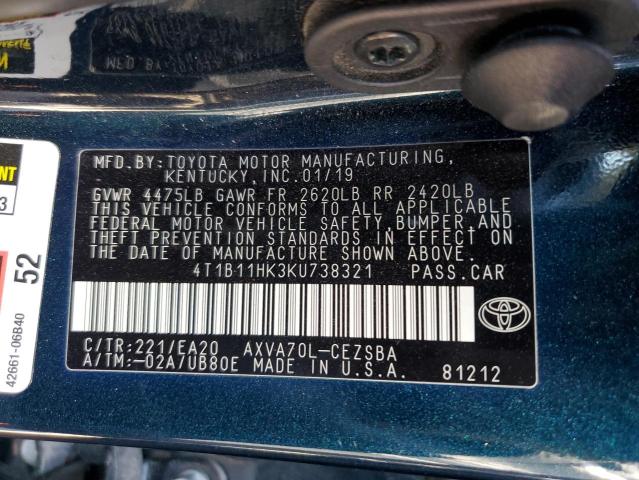 MFD.BY:TOYOTA MOTOR MANUFACTURING,
KENTUCKY,INC.01/19
GVWR 4475LB GAWR FR 2620LB RR 2420LB
THIS VEHICLE CONFORMS TO ALL APPLICABLE
FEDERAL MOTOR VEHICLE SAFETY,BUMPER,AND
THEFT PREVENTION STANDARDS IN EFFECT ON
THE DATE OF MANUFACTURE SHOWN ABOVE.
4T1B11HK3KU738321 PASS.CAR
C/TR:221/EA20 AXVA70L-CEZSBA
A/TM:-02A/UB80E MADE IN U.S.A. 81212
52
42661-06B40